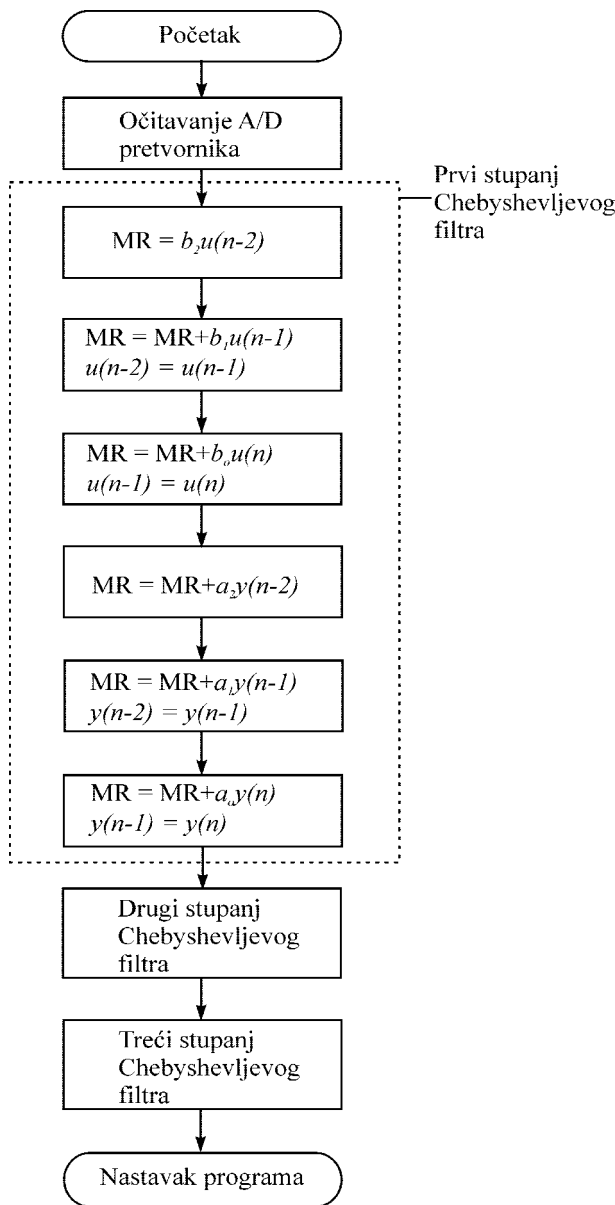 Početak
Očitavanje A/D
pretvornika
Prvi stupanj
Chebyshevljevog
filtra
MR = b₂u(n-2)
MR = MR+b₁u(n-1)
u(n-2) = u(n-1)
MR = MR+b₀u(n)
u(n-1) = u(n)
MR = MR+a₂y(n-2)
MR = MR+a₁y(n-1)
y(n-2) = y(n-1)
MR = MR+a₀y(n)
y(n-1) = y(n)
Drugi stupanj
Chebyshevljevog
filtra
Treći stupanj
Chebyshevljevog
filtra
Nastavak programa